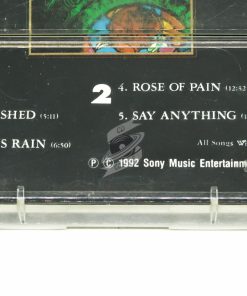 2 4. ROSE OF PAIN (12:32
SHED (5:11) 5. SAY ANYTHING (
S RAIN (6:50) All Songs W
Ⓟ © 1992 Sony Music Entertainm